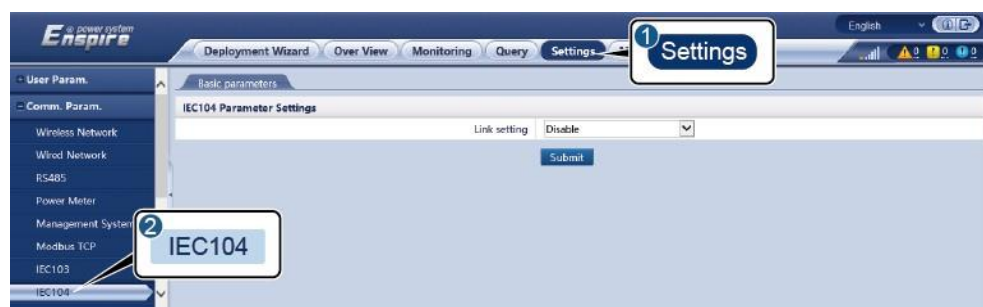 e power system
Enspire
English
Deployment Wizard Over View Monitoring Query Settings
1 Settings
User Param.
Basic parameters
Comm. Param.
IEC104 Parameter Settings
Wireless Network
Link setting Disable
Wired Network
Submit
RS485
Power Meter
Management System
Modbus TCP
2 IEC104
IEC103
IEC104